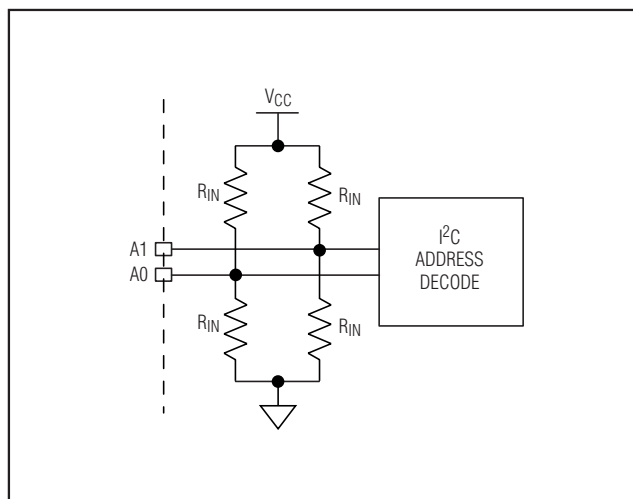 VCC
RIN
RIN
A1
A0
I2C
ADDRESS
DECODE
RIN
RIN